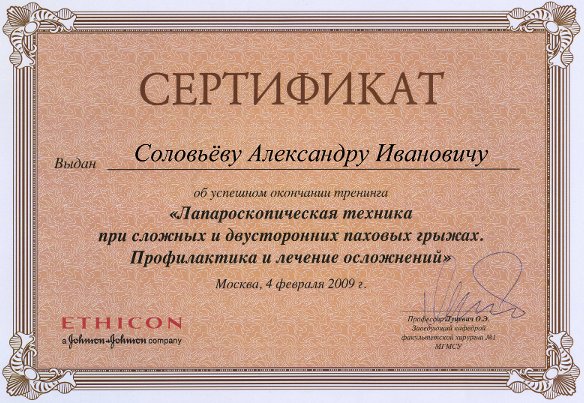 СЕРТИФИКАТ
Выдан Соловьёву Александру Ивановичу
об успешном окончании тренинга
«Лапароскопическая техника
при сложных и двусторонних паховых грыжах.
Профилактика и лечение осложнений»
Москва, 4 февраля 2009 г.
ETHICON
a Johnson & Johnson company
Профессор Луцевич О.Э.
Заведующий кафедрой
факультетской хирургии №1
МГМСУ